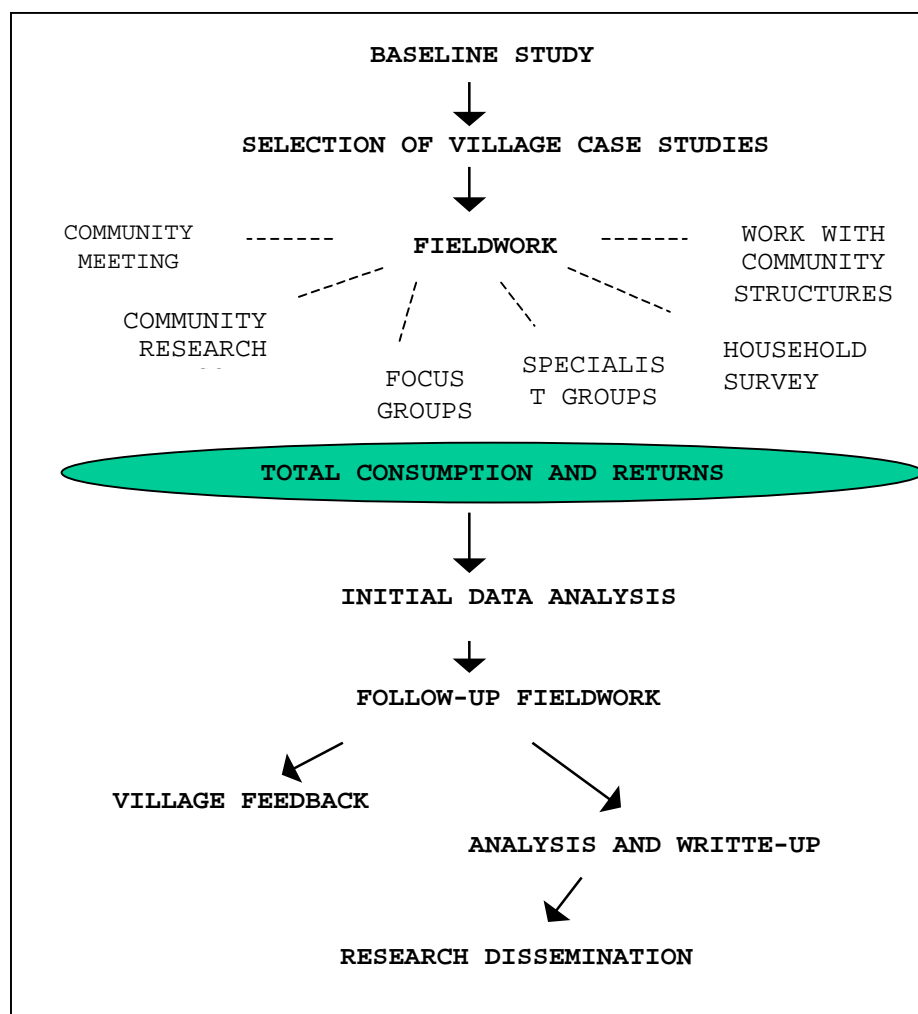 BASELINE STUDY
SELECTION OF VILLAGE CASE STUDIES
COMMUNITY
MEETING
FIELDWORK
WORK WITH
COMMUNITY
STRUCTURES
COMMUNITY
RESEARCH
FOCUS
GROUPS
SPECIALIS
T GROUPS
HOUSEHOLD
SURVEY
TOTAL CONSUMPTION AND RETURNS
INITIAL DATA ANALYSIS
FOLLOW-UP FIELDWORK
VILLAGE FEEDBACK
ANALYSIS AND WRITTE-UP
RESEARCH DISSEMINATION